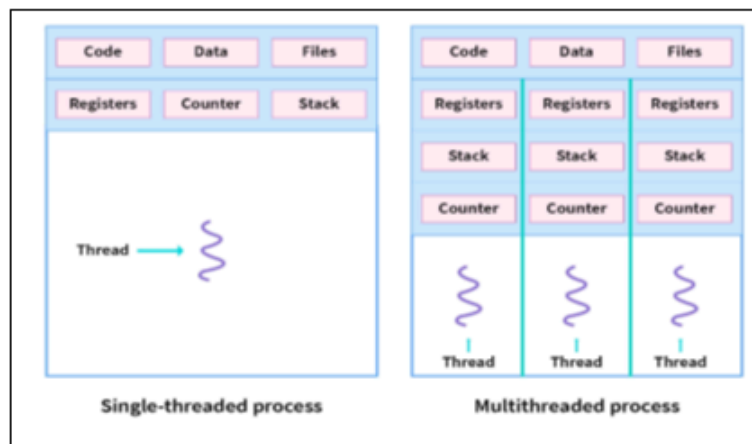 Code Data Files
Registers Counter Stack
Thread
Single-threaded process
Code Data Files
Registers Registers Registers
Stack Stack Stack
Counter Counter Counter
Thread Thread Thread
Multithreaded process